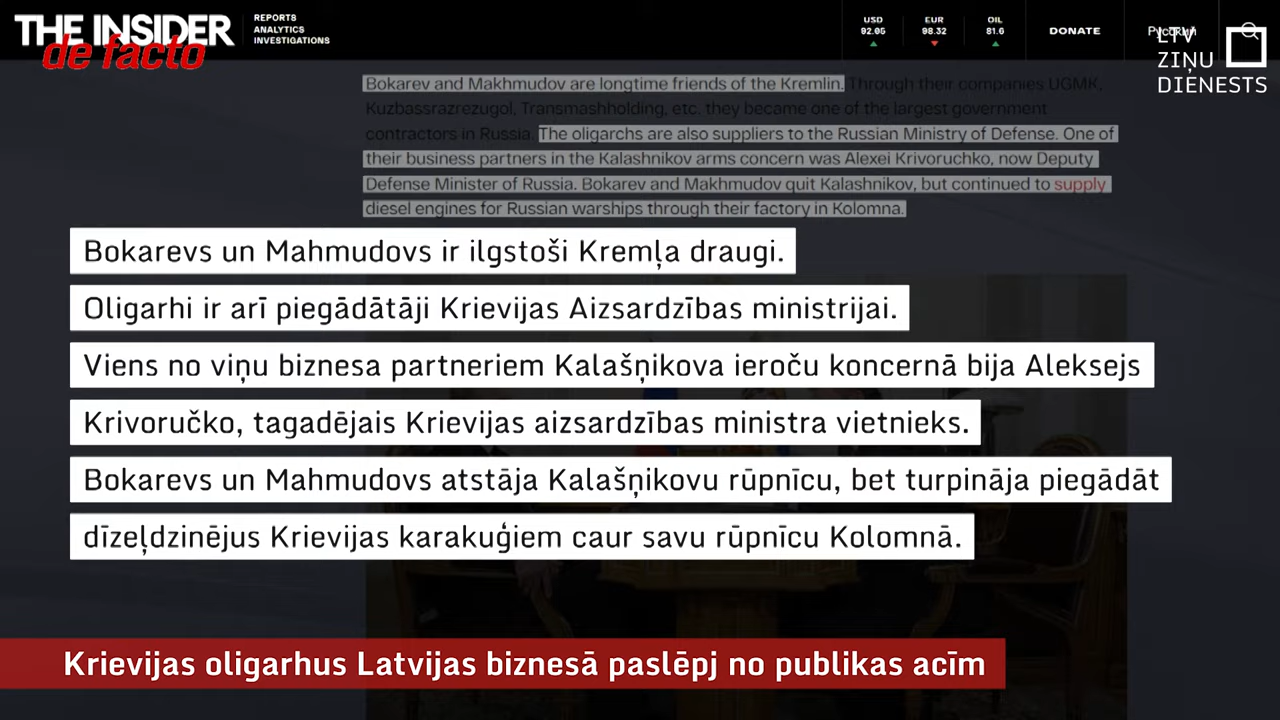 THE INSIDER
de facto
REPORTS
ANALYTICS
INVESTIGATIONS
USD
92.05
EUR
98.32
OIL
81.6
DONATE
Русский
LTV
ZIŅU
DIENESTS
Bokarev and Makhmudov are longtime friends of the Kremlin. Through their companies UGMK,
Kuzbassrazrezugol, Transmashholding, etc. they became one of the largest government
contractors in Russia. The oligarchs are also suppliers to the Russian Ministry of Defense. One of
their business partners in the Kalashnikov arms concern was Alexei Krivoruchko, now Deputy
Defense Minister of Russia. Bokarev and Makhmudov quit Kalashnikov, but continued to supply
diesel engines for Russian warships through their factory in Kolomna.
Bokarevs un Mahmudovs ir ilgstoši Kremļa draugi.
Oligarhi ir arī piegādātāji Krievijas Aizsardzības ministrijai.
Viens no viņu biznesa partneriem Kalašņikova ieroču koncernā bija Aleksejs
Krivoručko, tagadējais Krievijas aizsardzības ministra vietnieks.
Bokarevs un Mahmudovs atstāja Kalašņikovu rūpnīcu, bet turpināja piegādāt
dīzeļdzinējus Krievijas karakuģiem caur savu rūpnīcu Kolomnā.
Krievijas oligarhus Latvijas biznesā paslēpj no publikas acīm